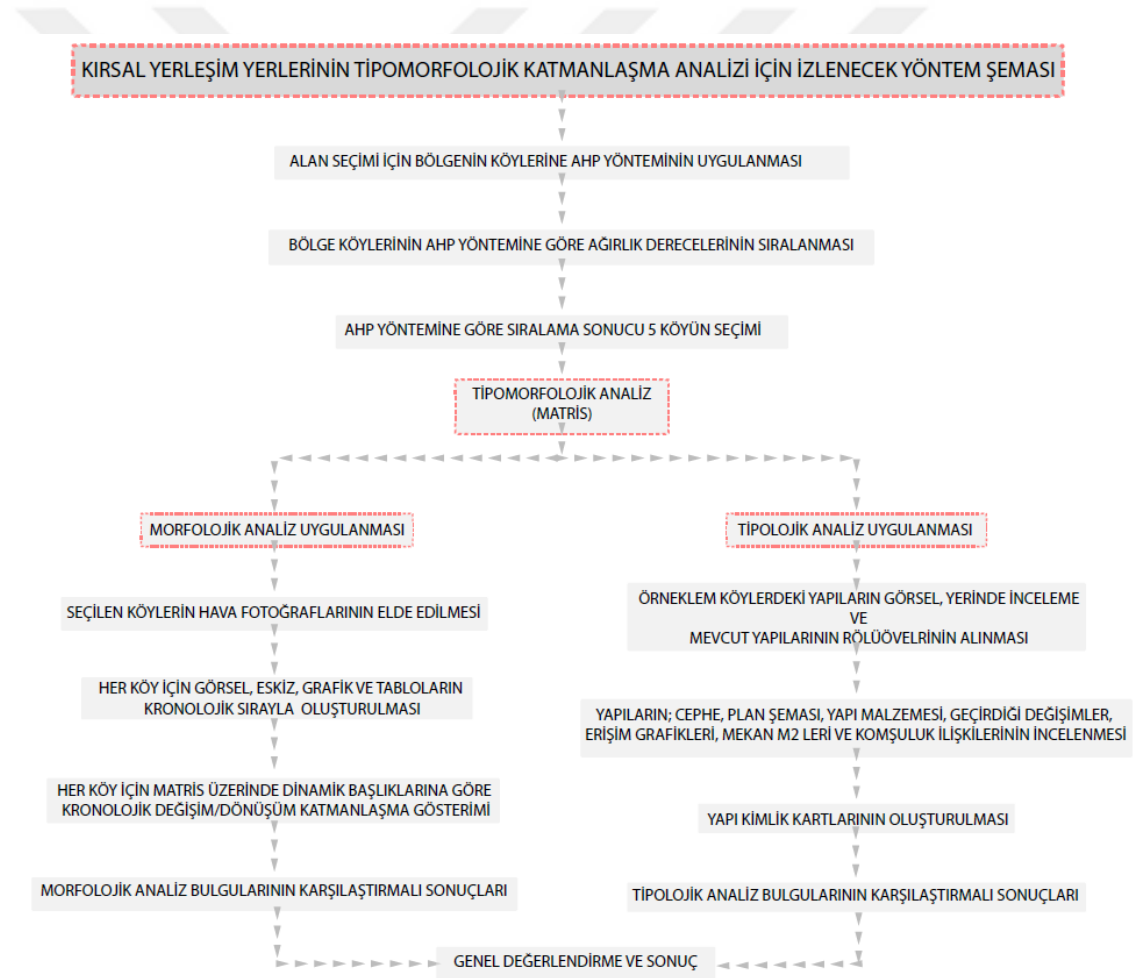 KIRSAL YERLEŞİM YERLERİNİN TİPOMORFOLOJİK KATMANLAŞMA ANALİZİ İÇİN İZLENECEK YÖNTEM ŞEMASI
ALAN SEÇİMİ İÇİN BÖLGENİN KÖYLERİNE AHP YÖNTEMİNİN UYGULANMASI
BÖLGE KÖYLERİNİN AHP YÖNTEMİNE GÖRE AĞIRLIK DERECELERİNİN SIRALANMASI
AHP YÖNTEMİNE GÖRE SIRALAMA SONUCU 5 KÖYÜN SEÇİMİ
TİPOMORFOLOJİK ANALİZ
(MATRİS)
MORFOLOJİK ANALİZ UYGULANMASI
SEÇİLEN KÖYLERİN HAVA FOTOĞRAFLARININ ELDE EDİLMESİ
HER KÖY İÇİN GÖRSEL, ESKİZ, GRAFİK VE TABLOLARIN
KRONOLOJİK SIRAYLA OLUŞTURULMASI
HER KÖY İÇİN MATRİS ÜZERİNDE DİNAMİK BAŞLIKLARINA GÖRE
KRONOLOJİK DEĞİŞİM/DÖNÜŞÜM KATMANLAŞMA GÖSTERİMİ
MORFOLOJİK ANALİZ BULGULARININ KARŞILAŞTIRMALI SONUÇLARI
TİPOLOJİK ANALİZ UYGULANMASI
ÖRNEKLEM KÖYLERDEKİ YAPILARIN GÖRSEL, YERİNDE İNCELEME
VE
MEVCUT YAPILARININ RÖLÜÖVELRİNİN ALINMASI
YAPILARIN; CEPHE, PLAN ŞEMASI, YAPI MALZEMESİ, GEÇİRDİĞİ DEĞİŞİMLER,
ERİŞİM GRAFİKLERİ, MEKAN M2 LERİ VE KOMŞULUK İLİŞKİLERİNİN İNCELENMESİ
YAPI KİMLİK KARTLARININ OLUŞTURULMASI
TİPOLOJİK ANALİZ BULGULARININ KARŞILAŞTIRMALI SONUÇLARI
GENEL DEĞERLENDİRME VE SONUÇ